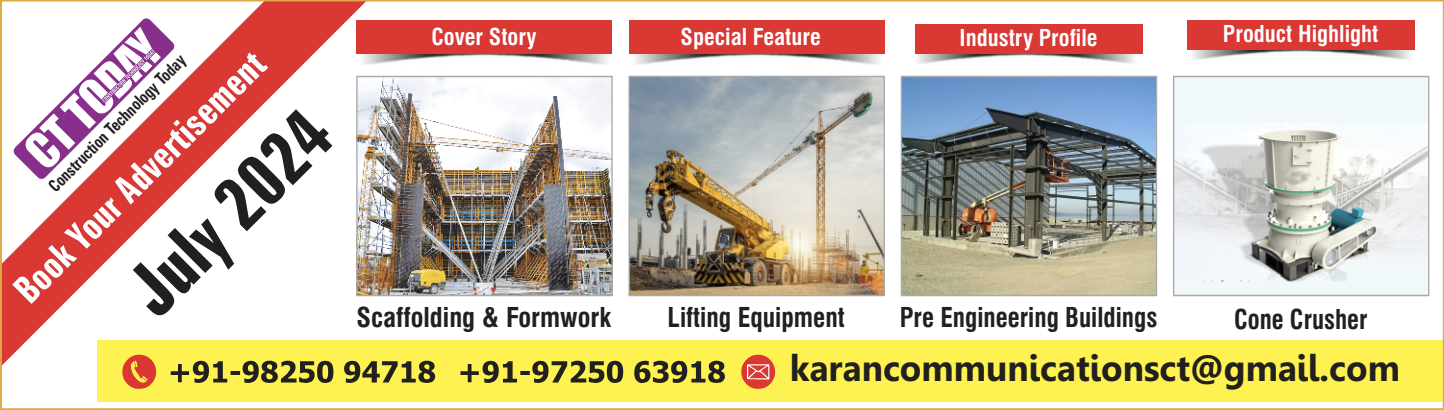 CT TODAY
Construction Technology Today
Book Your Advertisement
July 2024
Cover Story
Special Feature
Industry Profile
Product Highlight
Scaffolding & Formwork
Lifting Equipment
Pre Engineering Buildings
Cone Crusher
+91-98250 94718 +91-97250 63918 karancommunicationsct@gmail.com